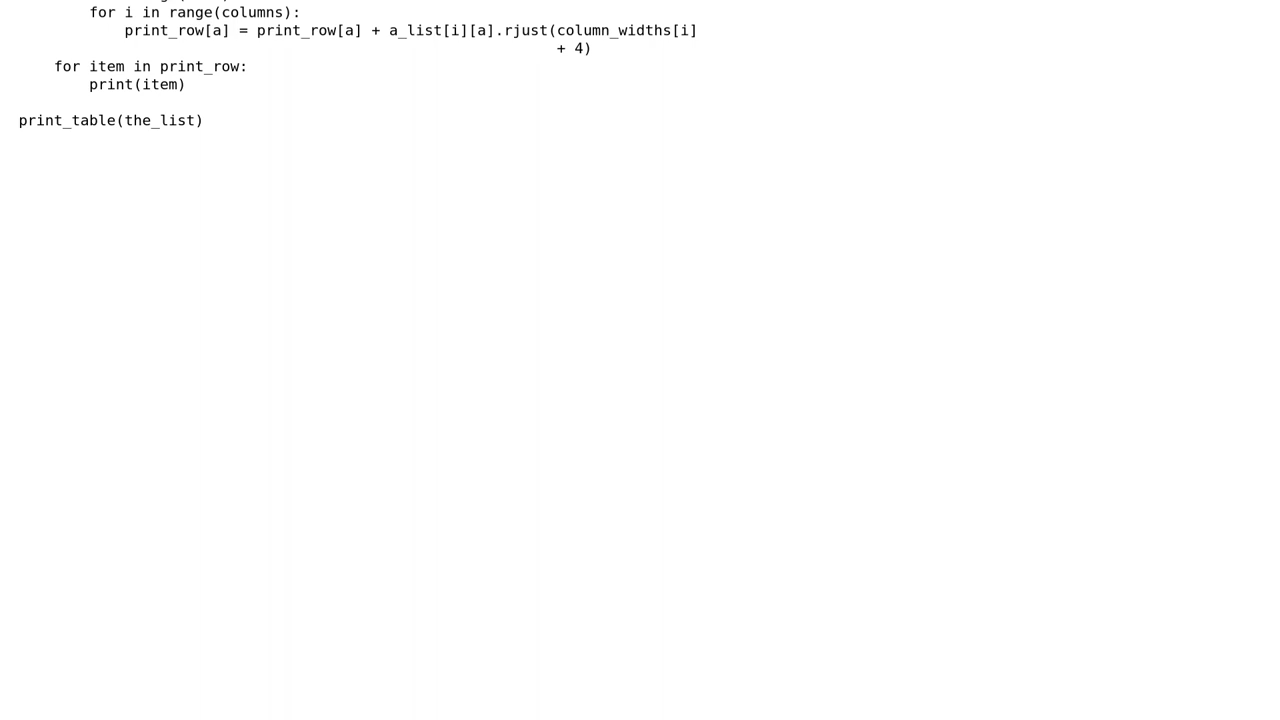 for i in range(columns):
print_row[a] = print_row[a] + a_list[i][a].rjust(column_widths[i]
+ 4)
for item in print_row:
print(item)
print_table(the_list)